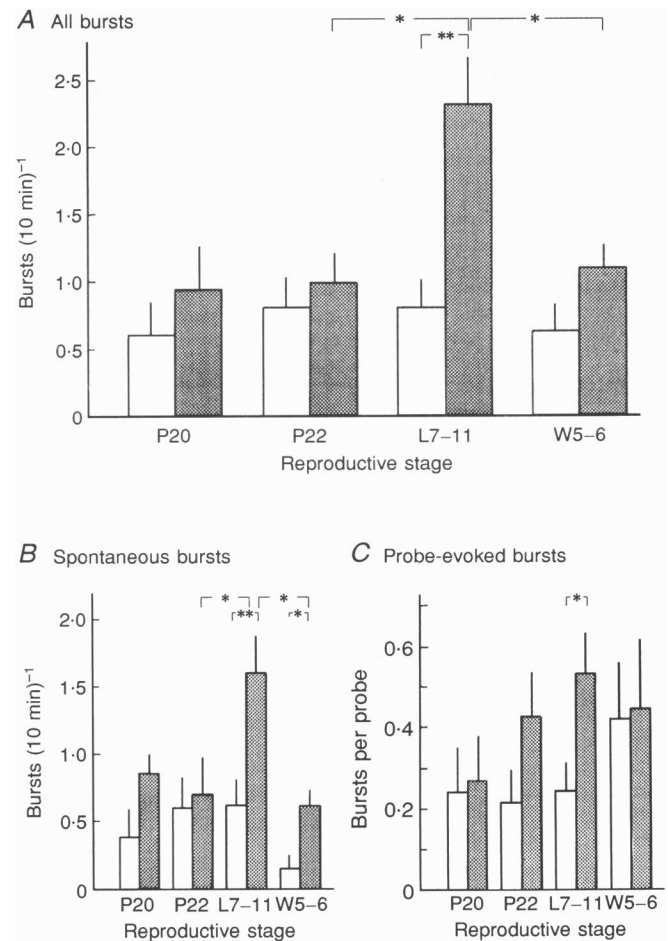 A All bursts
* *
**
Bursts (10 min)⁻¹
2·5
2·0
1·5
1·0
0·5
0
P20 P22 L7–11 W5–6
Reproductive stage
B Spontaneous bursts
* *
** *
Bursts (10 min)⁻¹
2·0
1·5
1·0
0·5
0
P20 P22 L7–11 W5–6
Reproductive stage
C Probe-evoked bursts
*
Bursts per probe
0·6
0·4
0·2
0
P20 P22 L7–11 W5–6
Reproductive stage